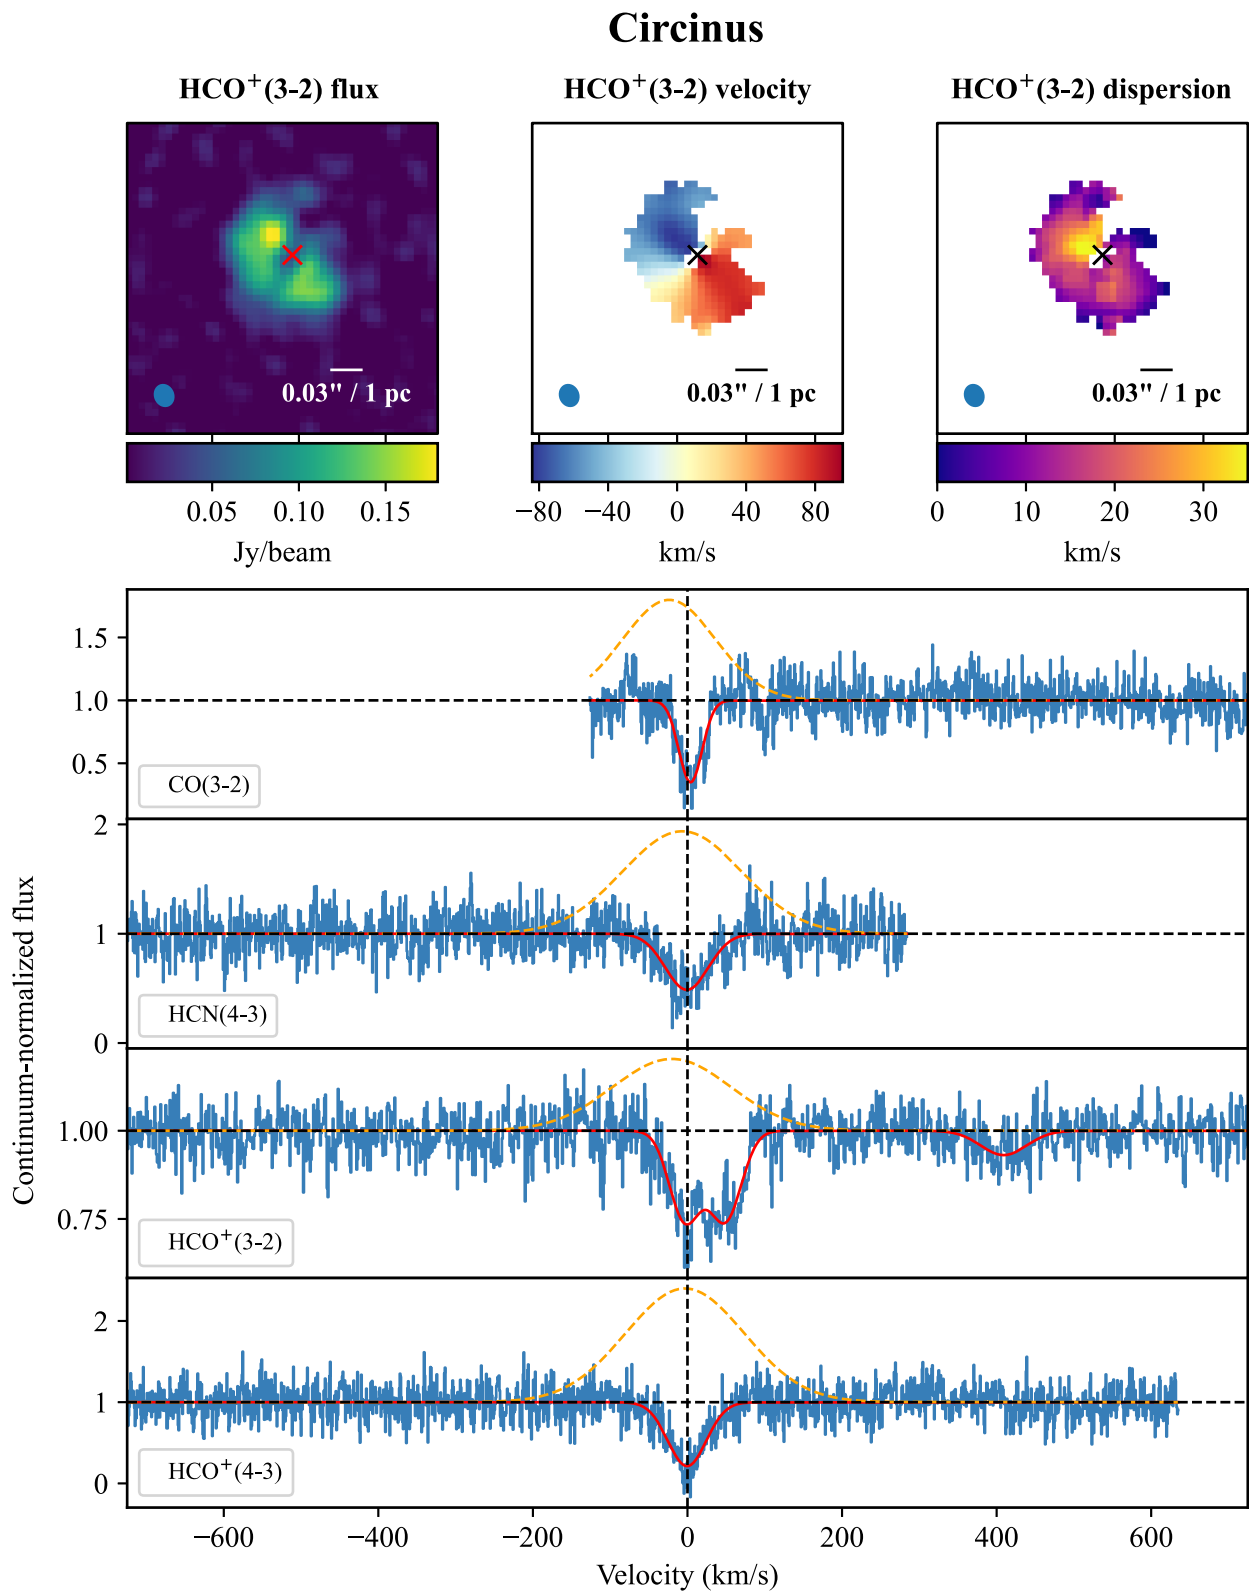 Circinus
HCO⁺(3-2) flux
HCO⁺(3-2) velocity
HCO⁺(3-2) dispersion
0.03" / 1 pc
0.03" / 1 pc
0.03" / 1 pc
0.05 0.10 0.15
−80 −40 0 40 80
0 10 20 30
Jy/beam
km/s
km/s
Continuum-normalized flux
1.5
1.0
0.5
CO(3-2)
2
1
0
HCN(4-3)
1.00
0.75
HCO⁺(3-2)
2
1
0
HCO⁺(4-3)
−600 −400 −200 0 200 400 600
Velocity (km/s)